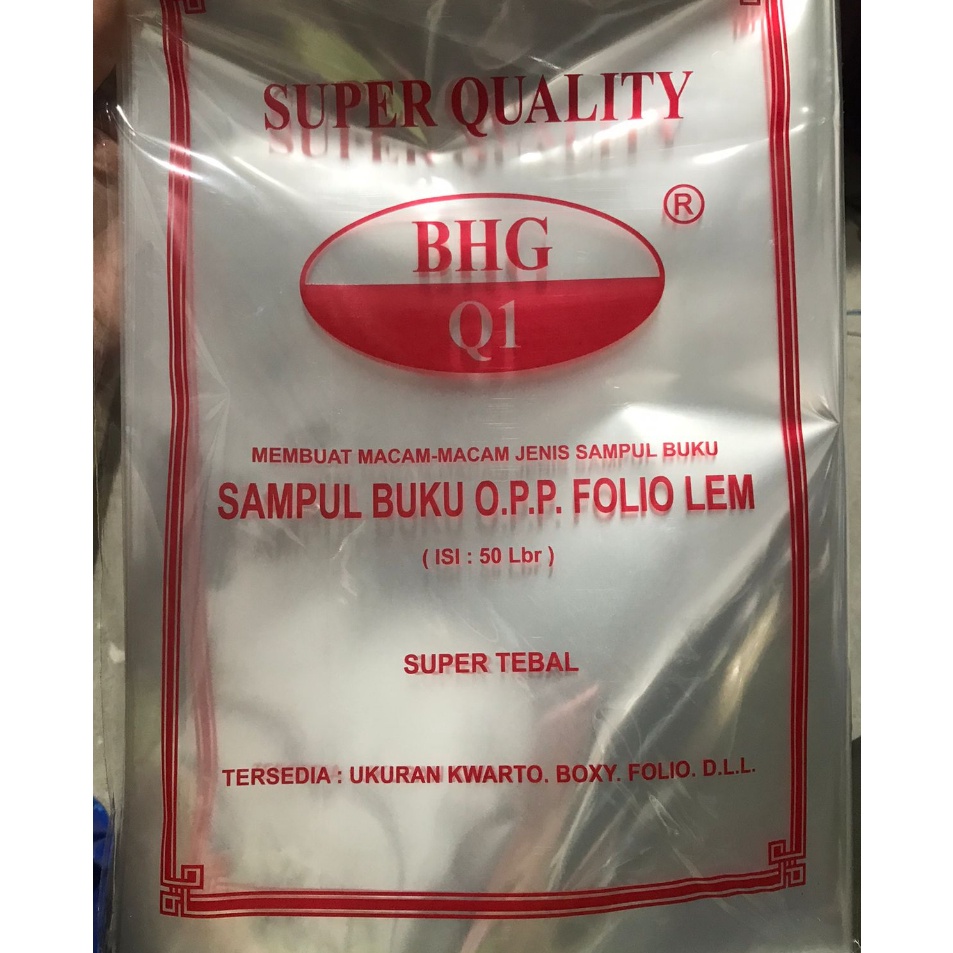 SUPER QUALITY
®
BHG
Q1
MEMBUAT MACAM-MACAM JENIS SAMPUL BUKU
SAMPUL BUKU O.P.P. FOLIO LEM
( ISI : 50 Lbr )
SUPER TEBAL
TERSEDIA : UKURAN KWARTO. BOXY. FOLIO. D.L.L.